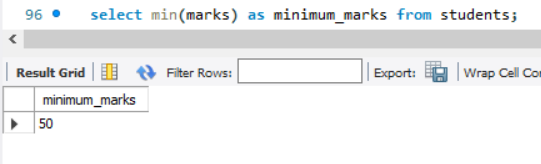 96 select min(marks) as minimum_marks from students;
Result Grid Filter Rows: Export: Wrap Cell Co
minimum_marks
50